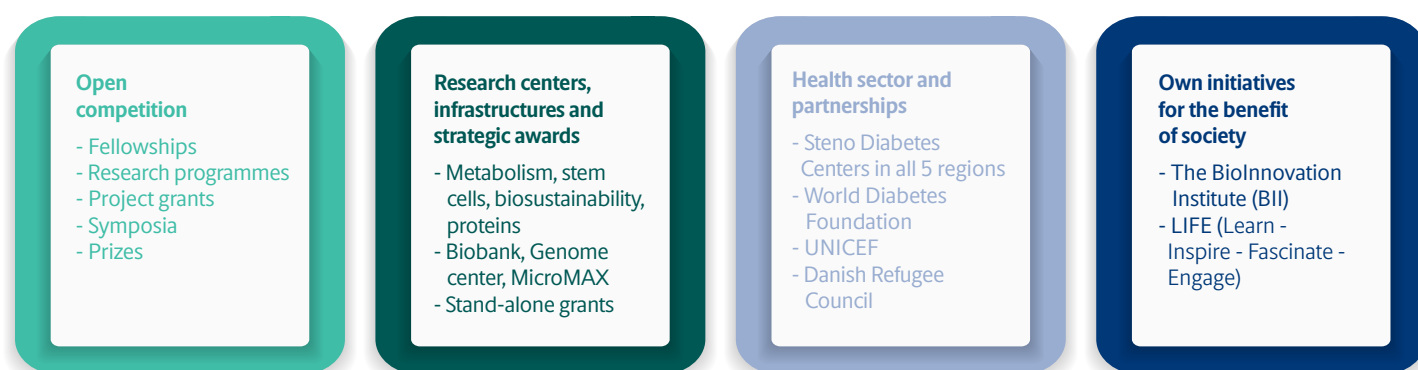 Open
competition
- Fellowships
- Research programmes
- Project grants
- Symposia
- Prizes
Research centers,
infrastructures and
strategic awards
- Metabolism, stem
cells, biosustainability,
proteins
- Biobank, Genome
center, MicroMAX
- Stand-alone grants
Health sector and
partnerships
- Steno Diabetes
Centers in all 5 regions
- World Diabetes
Foundation
- UNICEF
- Danish Refugee
Council
Own initiatives
for the benefit
of society
- The BioInnovation
Institute (BII)
- LIFE (Learn -
Inspire - Fascinate -
Engage)